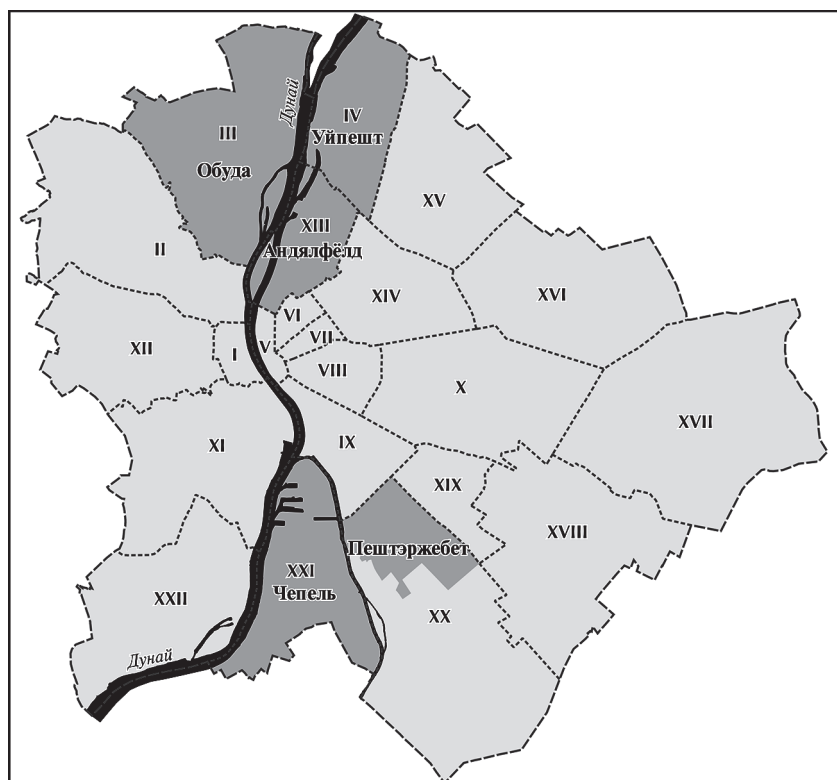 Дунай
III
Обуда
IV
Уйпешт
XV
XIII
Андялфёлд
II
XIV
XVI
VI
VII
V
I
XII
VIII
X
XVII
XI
IX
XIX
XVIII
Пештэржебет
XXI
Чепель
XXII
XX
Дунай